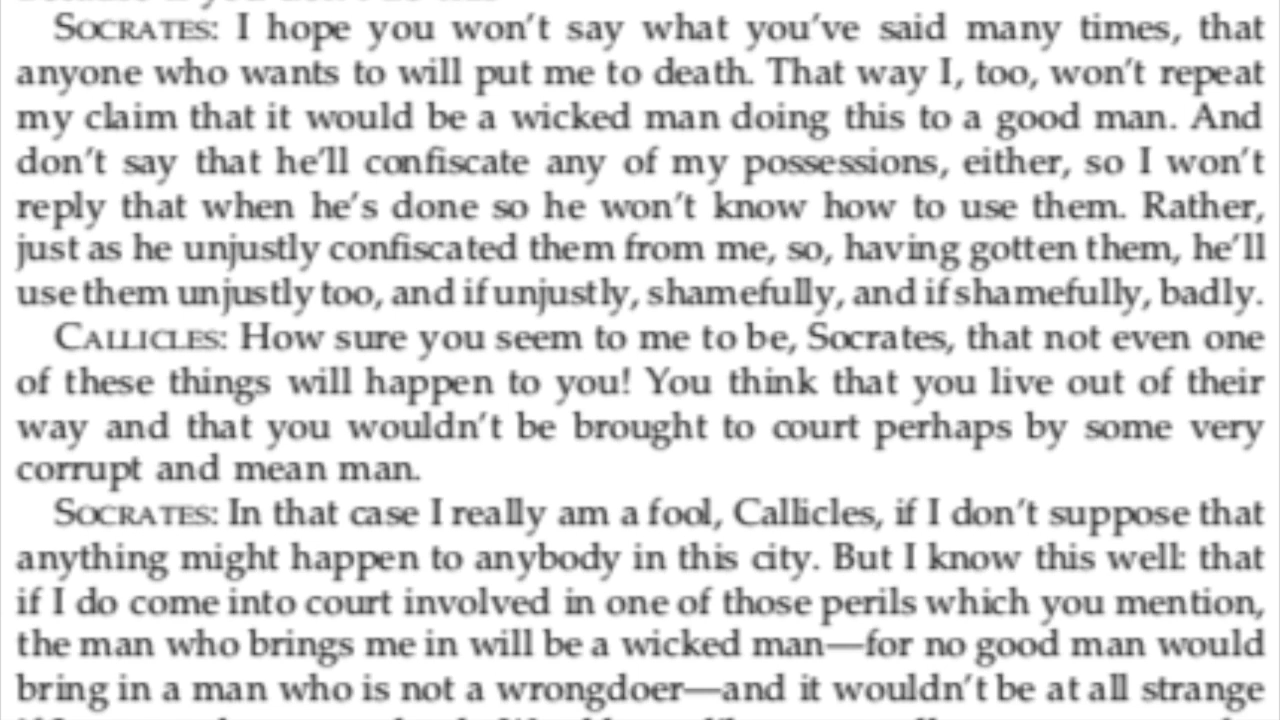 SOCRATES: I hope you won't say what you've said many times, that
anyone who wants to will put me to death. That way I, too, won't repeat
my claim that it would be a wicked man doing this to a good man. And
don't say that he'll confiscate any of my possessions, either, so I won't
reply that when he's done so he won't know how to use them. Rather,
just as he unjustly confiscated them from me, so, having gotten them, he'll
use them unjustly too, and if unjustly, shamefully, and if shamefully, badly.
CALLICLES: How sure you seem to me to be, Socrates, that not even one
of these things will happen to you! You think that you live out of their
way and that you wouldn't be brought to court perhaps by some very
corrupt and mean man.
SOCRATES: In that case I really am a fool, Callicles, if I don't suppose that
anything might happen to anybody in this city. But I know this well: that
if I do come into court involved in one of those perils which you mention,
the man who brings me in will be a wicked man—for no good man would
bring in a man who is not a wrongdoer—and it wouldn't be at all strange